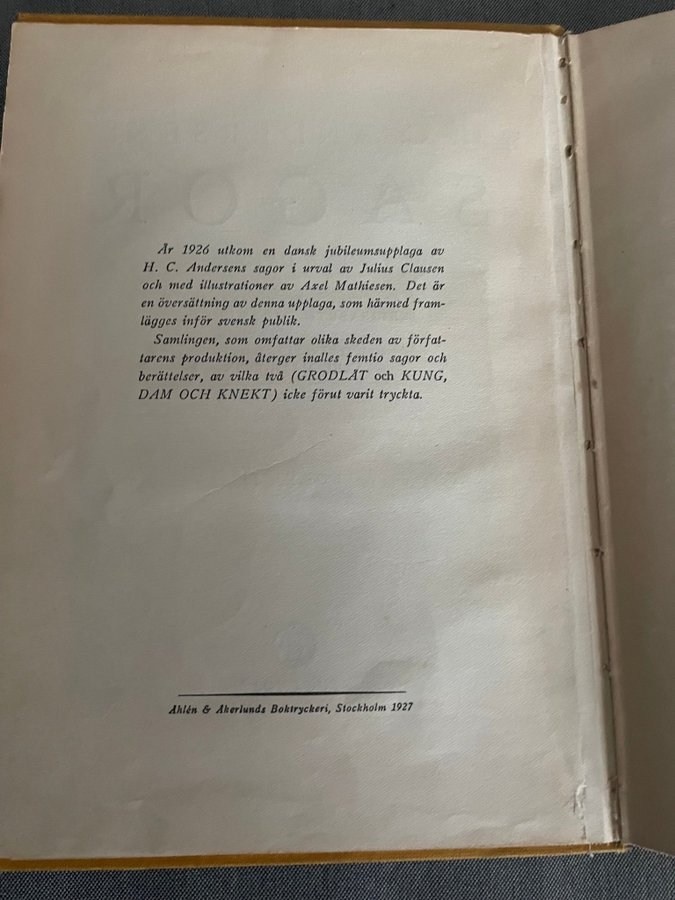 År 1926 utkom en dansk jubileumsupplaga av
H. C. Andersens sagor i urval av Julius Clausen
och med illustrationer av Axel Mathiesen. Det är
en översättning av denna upplaga, som härmed fram-
lägges inför svensk publik.
Samlingen, som omfattar olika skeden av förfat-
tarens produktion, återger inalles femtio sagor och
berättelser, av vilka två (GRODLÅT och KUNG,
DAM OCH KNEKT) icke förut varit tryckta.
Åhlén & Åkerlunds Boktryckeri, Stockholm 1927